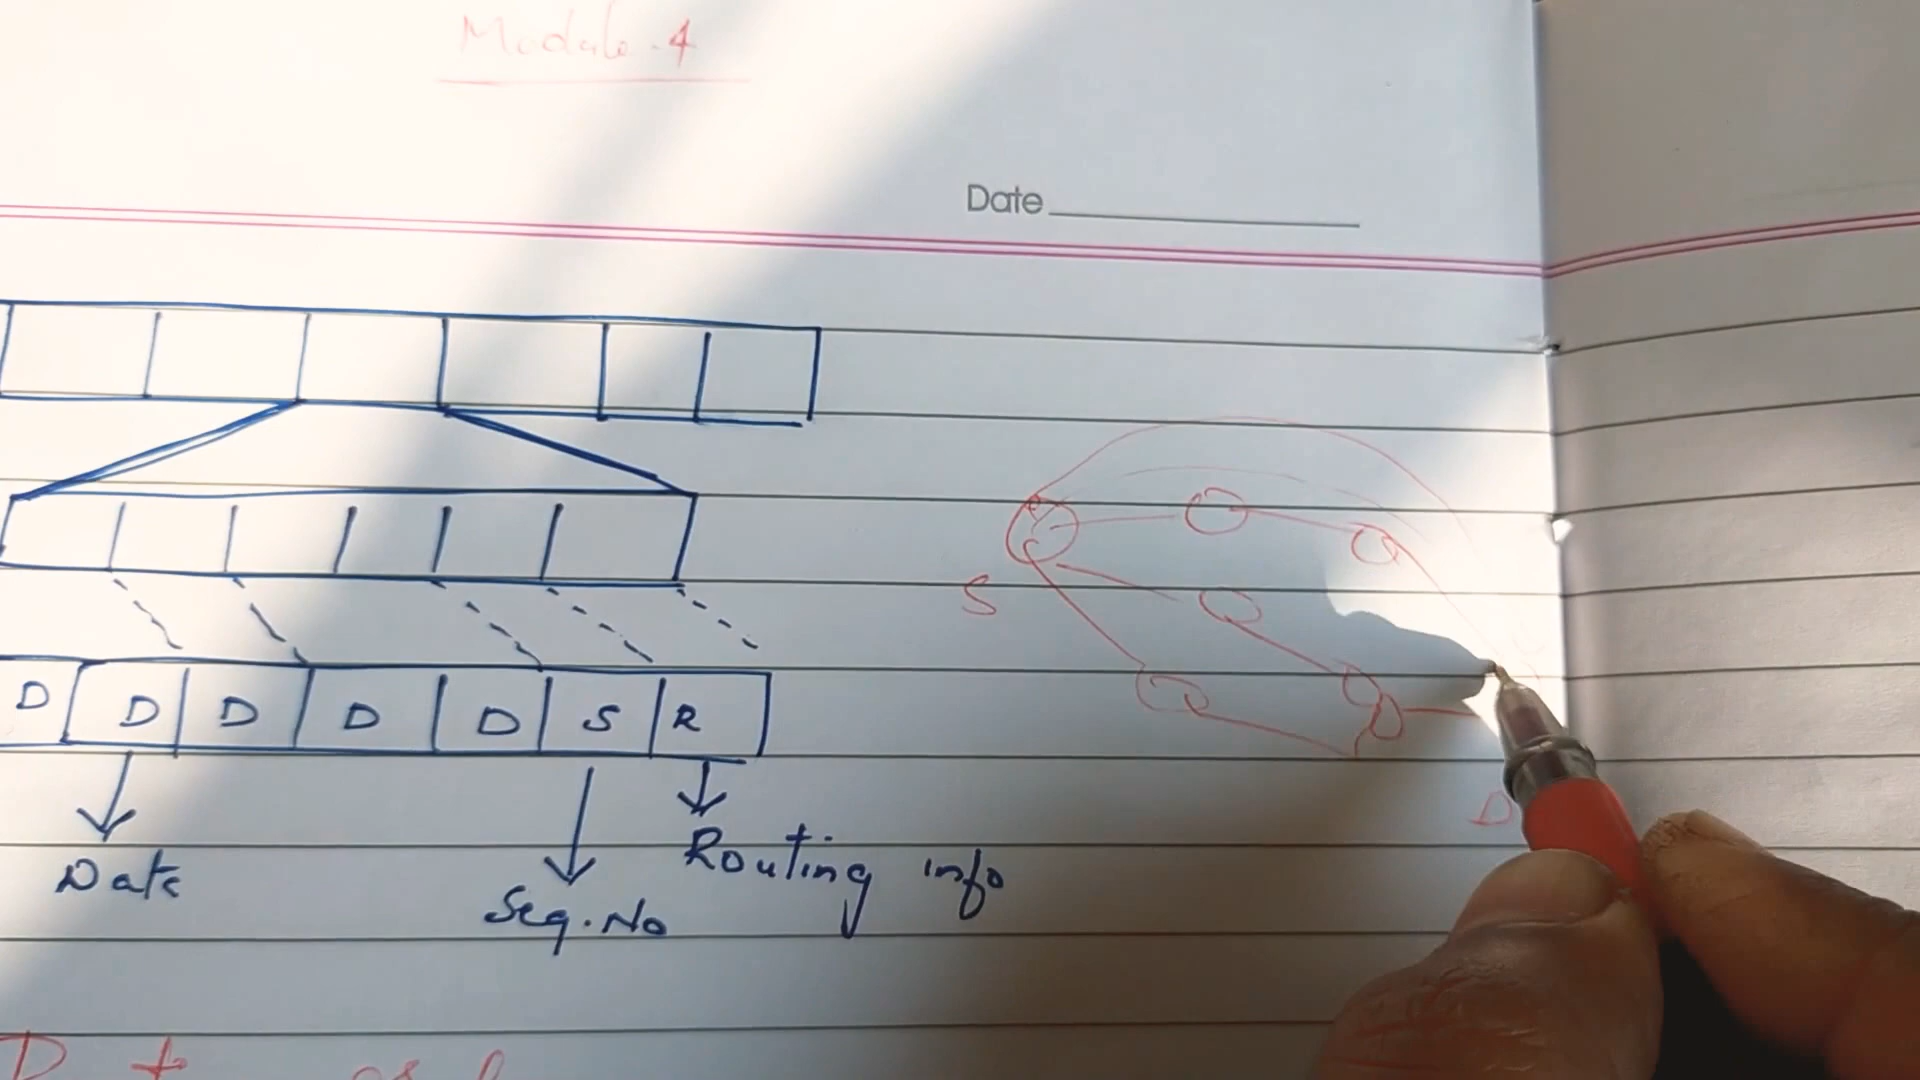 Module-4
Date
S
D D D D D S R
D
Data
Routing info
Seq. No